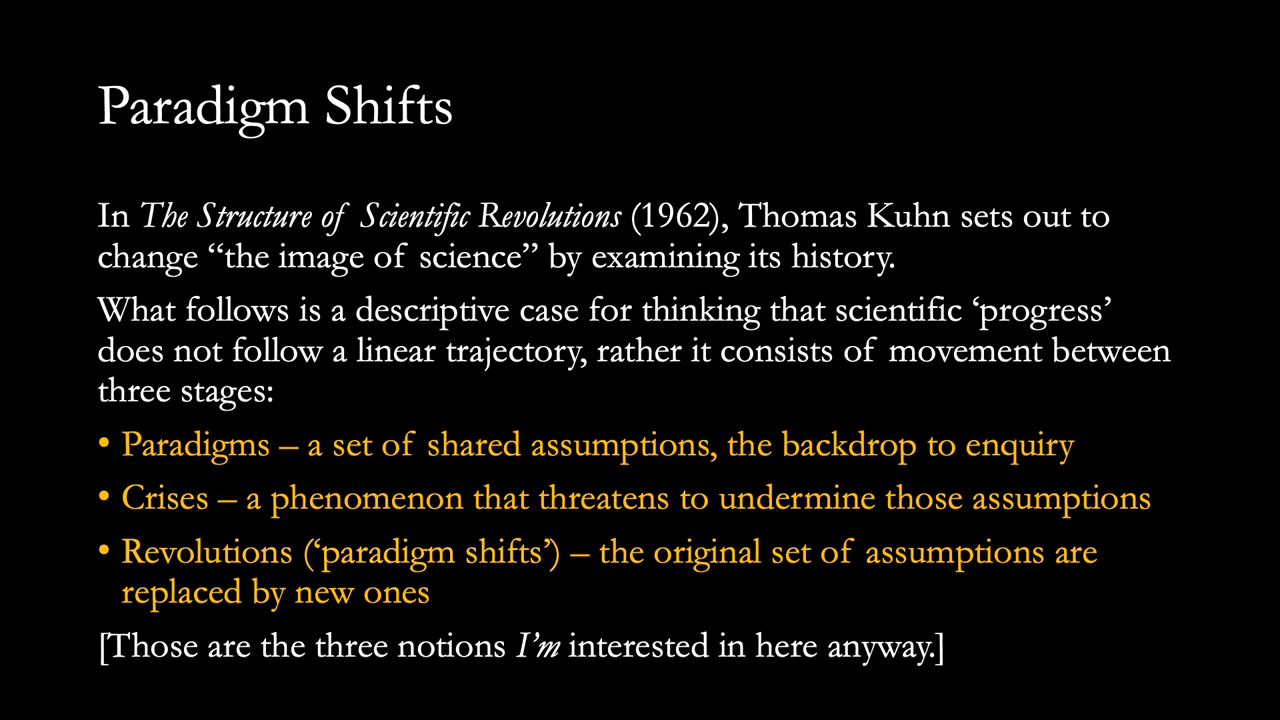 Paradigm Shifts
In The Structure of Scientific Revolutions (1962), Thomas Kuhn sets out to
change “the image of science” by examining its history.
What follows is a descriptive case for thinking that scientific ‘progress’
does not follow a linear trajectory, rather it consists of movement between
three stages:
• Paradigms – a set of shared assumptions, the backdrop to enquiry
• Crises – a phenomenon that threatens to undermine those assumptions
• Revolutions (‘paradigm shifts’) – the original set of assumptions are
replaced by new ones
[Those are the three notions I’m interested in here anyway.]